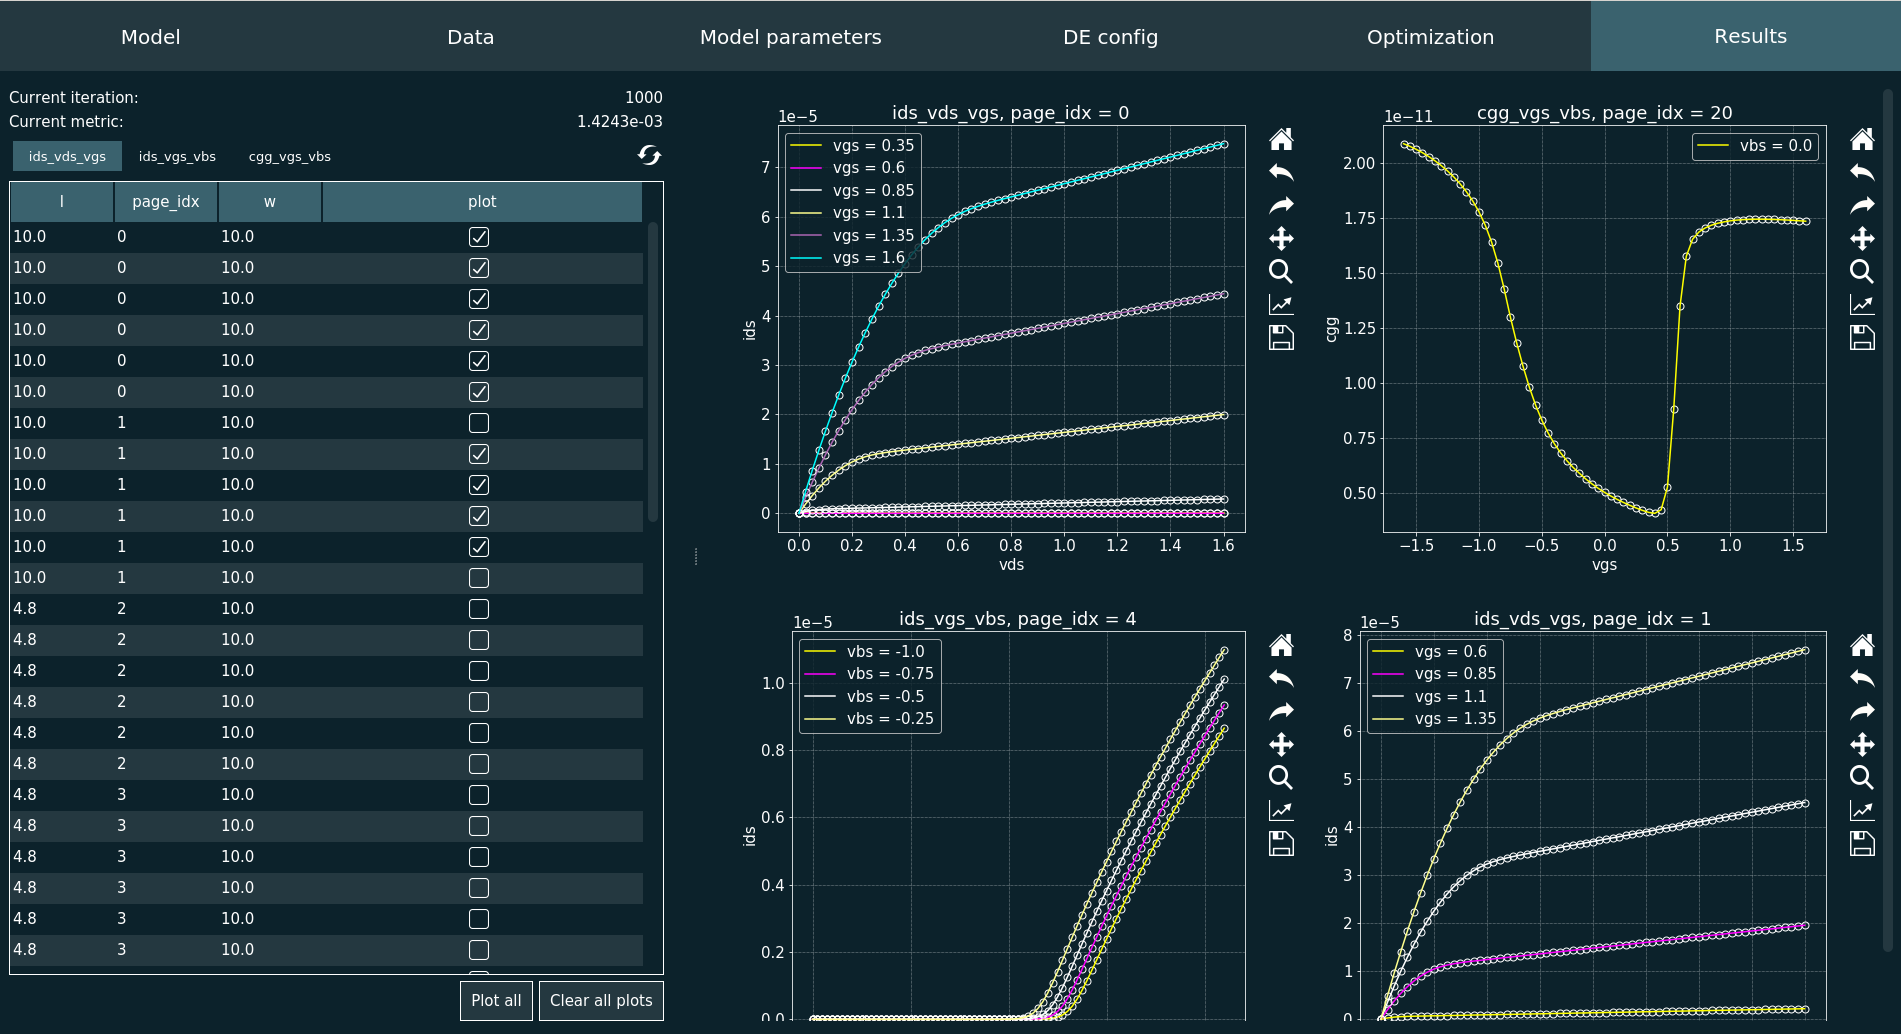 Model Data Model parameters DE config Optimization Results
Current iteration: 1000
Current metric: 1.4243e-03
ids_vds_vgs ids_vgs_vbs cgg_vgs_vbs
l page_idx w plot
10.0 0 10.0
10.0 0 10.0
10.0 0 10.0
10.0 0 10.0
10.0 0 10.0
10.0 0 10.0
10.0 1 10.0
10.0 1 10.0
10.0 1 10.0
10.0 1 10.0
10.0 1 10.0
10.0 1 10.0
4.8 2 10.0
4.8 2 10.0
4.8 2 10.0
4.8 2 10.0
4.8 2 10.0
4.8 2 10.0
4.8 3 10.0
4.8 3 10.0
4.8 3 10.0
4.8 3 10.0
4.8 3 10.0
4.8 3 10.0
Plot all Clear all plots
ids_vds_vgs, page_idx = 0
1e−5
vgs = 0.35
vgs = 0.6
vgs = 0.85
vgs = 1.1
vgs = 1.35
vgs = 1.6
7
6
5
4
3
2
1
0
ids
0.0 0.2 0.4 0.6 0.8 1.0 1.2 1.4 1.6
vds
cgg_vgs_vbs, page_idx = 20
1e−11
vbs = 0.0
2.00
1.75
1.50
1.25
1.00
0.75
0.50
cgg
−1.5 −1.0 −0.5 0.0 0.5 1.0 1.5
vgs
ids_vgs_vbs, page_idx = 4
1e−5
vbs = -1.0
vbs = -0.75
vbs = -0.5
vbs = -0.25
1.0
0.8
0.6
0.4
0.2
0.0
ids
ids_vds_vgs, page_idx = 1
1e−5
vgs = 0.6
vgs = 0.85
vgs = 1.1
vgs = 1.35
8
7
6
5
4
3
2
1
0
ids